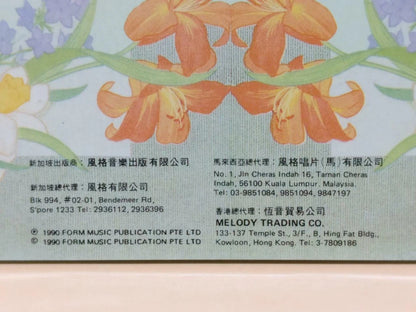 新加坡出版商：風格音樂出版有限公司
新加坡總代理：風格有限公司
Blk 994, #02-01, Bendemeer Rd,
S'pore 1233 Tel: 2936112, 2936396
℗ 1990 FORM MUSIC PUBLICATION PTE LTD
© 1990 FORM MUSIC PUBLICATION PTE LTD
馬來西亞總代理：風格唱片（馬）有限公司
No. 1, Jln Cheras Indah 16, Taman Cheras
Indah, 56100 Kuala Lumpur. Malaysia.
Tel: 03-9851084, 9851094, 9847197
香港總代理：恆音貿易公司
MELODY TRADING CO.
133-137 Temple St., 3/F., B, Hing Fat Bldg.,
Kowloon, Hong Kong. Tel: 3-7809186